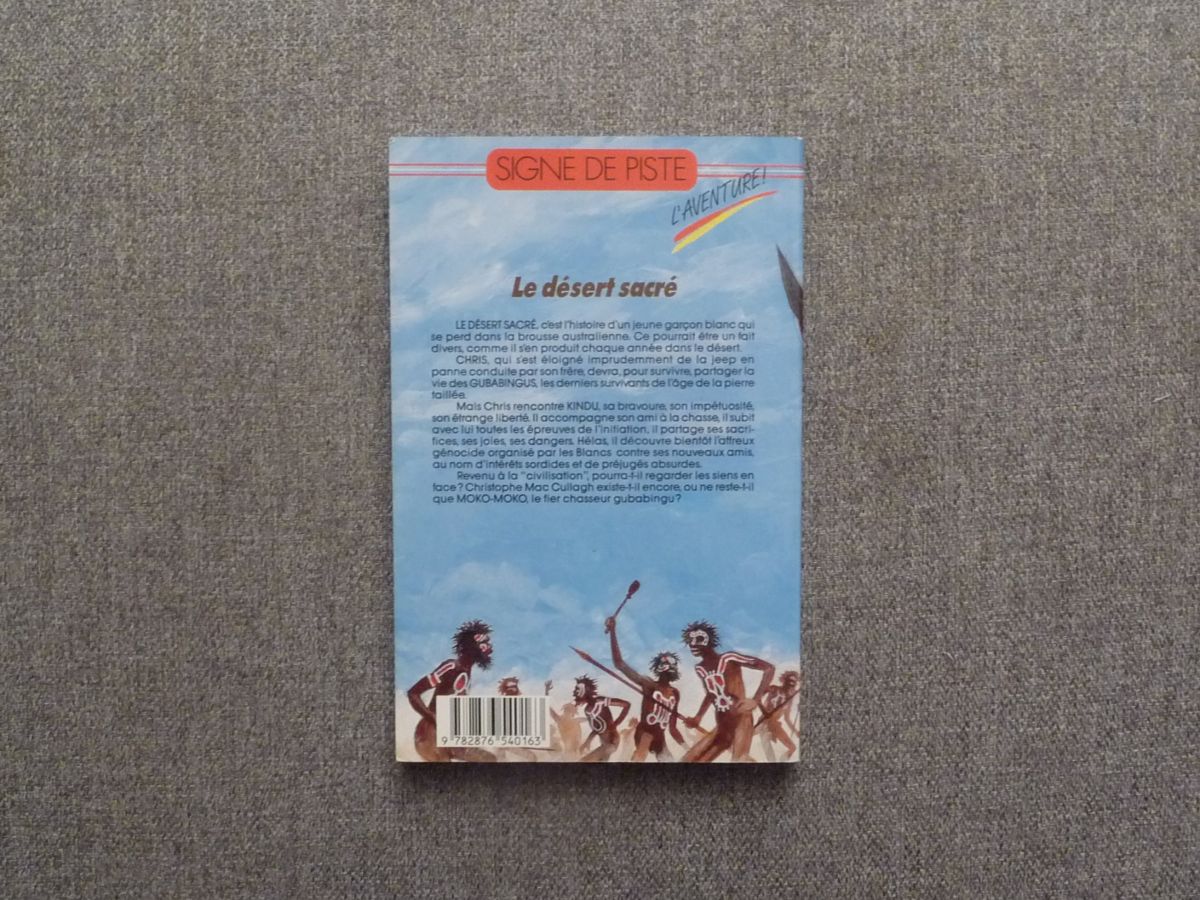 SIGNE DE PISTE
L'AVENTURE!
Le désert sacré
LE DÉSERT SACRÉ, c'est l'histoire d'un jeune garçon blanc qui
se perd dans la brousse australienne. Ce pourrait être un fait
divers, comme il s'en produit chaque année dans le désert.
CHRIS, qui s'est éloigné imprudemment de la jeep en
panne conduite par son frère, devra, pour survivre, partager la
vie des GUBABINGUS, les derniers survivants de l'âge de la pierre
taillée.
Mais Chris rencontre KINDU, sa bravoure, son impétuosité,
son étrange liberté. Il accompagne son ami à la chasse, il subit
avec lui toutes les épreuves de l'initiation, il partage ses sacri-
fices, ses joies, ses dangers. Hélas, il découvre bientôt l'affreux
génocide organisé par les Blancs contre ses nouveaux amis,
au nom d'intérêts sordides et de préjugés absurdes.
Revenu à la "civilisation", pourra-t-il regarder les siens en
face? Christophe Mac Cullagh existe-t-il encore, ou ne reste-t-il
que MOKO-MOKO, le fier chasseur gubabingu?
9 782876 540163